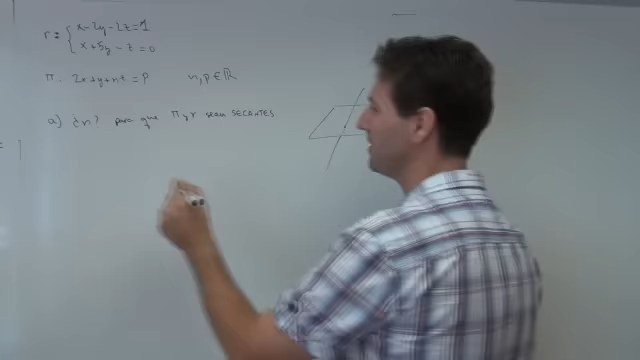 r≡ { x-2y-2z=1
x+5y-z=0
π. 2x+y+nz=p n,p∈ℝ
a) ¿n? para que π y r sean SECANTES